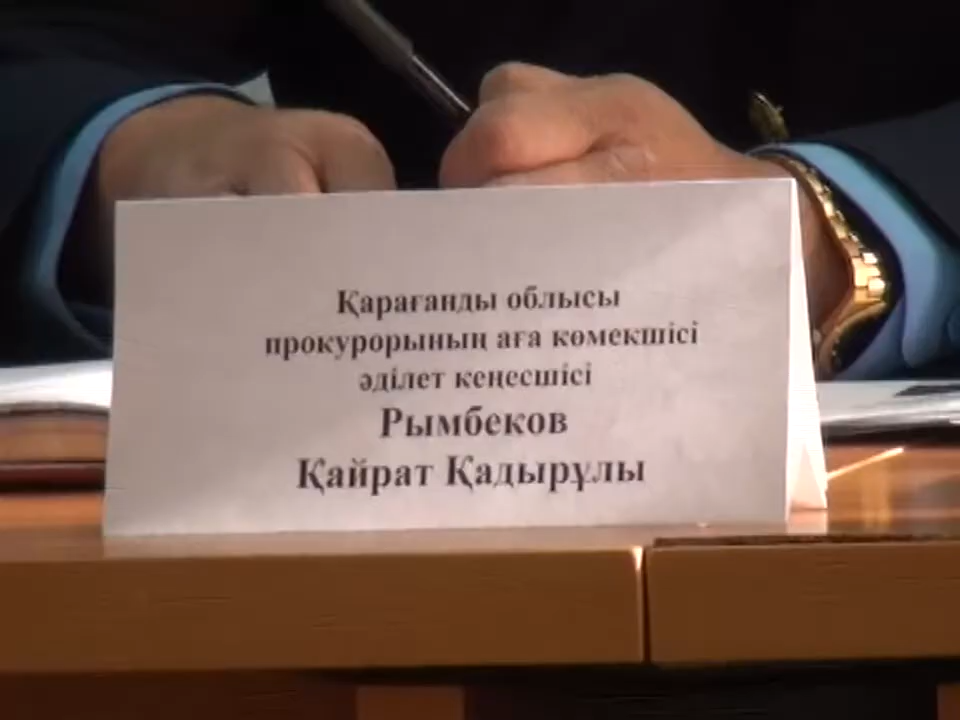 Қарағанды облысы
прокурорының аға көмекшісі
әділет кеңесшісі
Рымбеков
Қайрат Қадырұлы